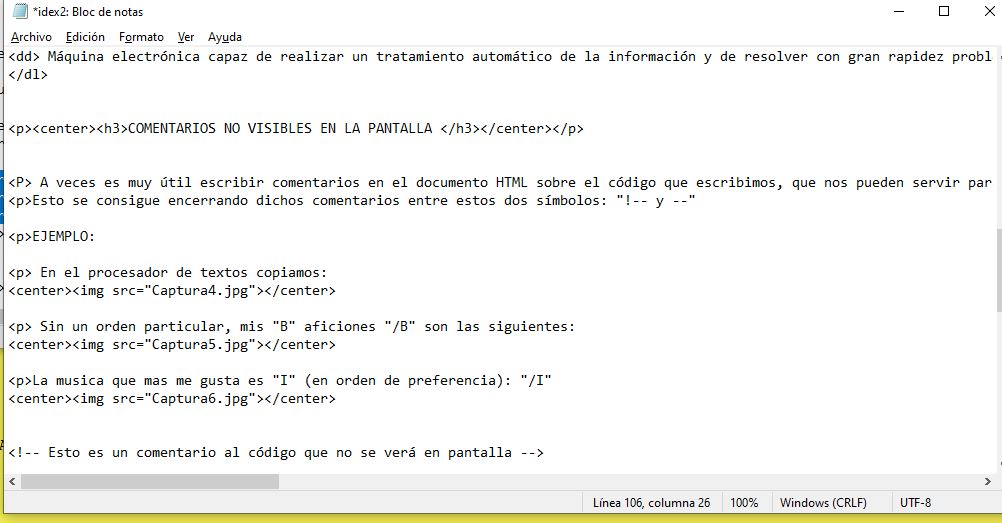 *idex2: Bloc de notas
Archivo Edición Formato Ver Ayuda
<dd> Máquina electrónica capaz de realizar un tratamiento automático de la información y de resolver con gran rapidez probl
</dl>
<p><center><h3>COMENTARIOS NO VISIBLES EN LA PANTALLA </h3></center></p>
<P> A veces es muy útil escribir comentarios en el documento HTML sobre el código que escribimos, que nos pueden servir par
<p>Esto se consigue encerrando dichos comentarios entre estos dos símbolos: "!-- y --"
<p>EJEMPLO:
<p> En el procesador de textos copiamos:
<center><img src="Captura4.jpg"></center>
<p> Sin un orden particular, mis "B" aficiones "/B" son las siguientes:
<center><img src="Captura5.jpg"></center>
<p>La musica que mas me gusta es "I" (en orden de preferencia): "/I"
<center><img src="Captura6.jpg"></center>
<!-- Esto es un comentario al código que no se verá en pantalla -->
Línea 106, columna 26 100% Windows (CRLF) UTF-8